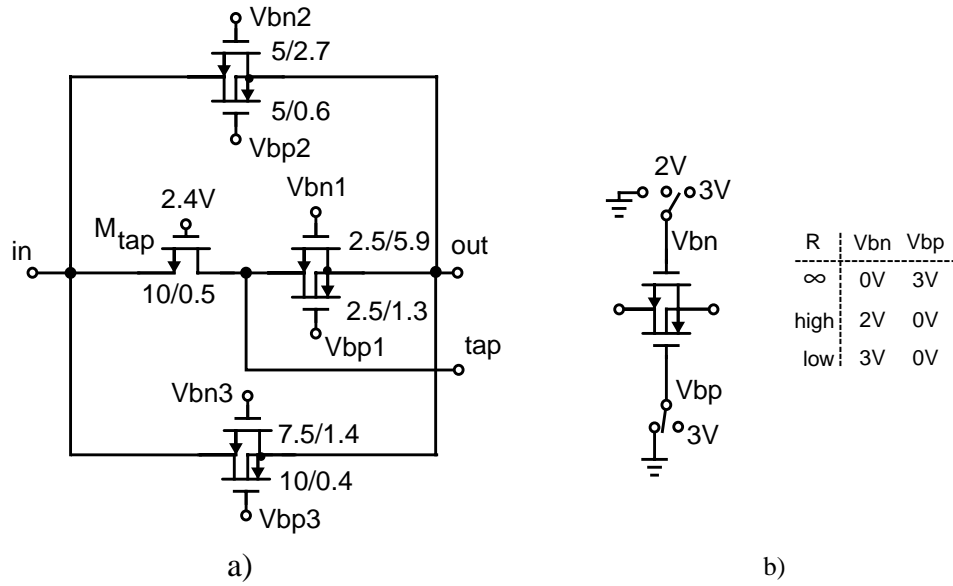 Vbn2
5/2.7
5/0.6
Vbp2
2.4V
Vbn1
M_tap
2.5/5.9
in
out
10/0.5
2.5/1.3
Vbp1
tap
Vbn3
7.5/1.4
10/0.4
Vbp3
a)
2V
3V
Vbn
Vbp
3V
R Vbn Vbp
∞ 0V 3V
high 2V 0V
low 3V 0V
b)